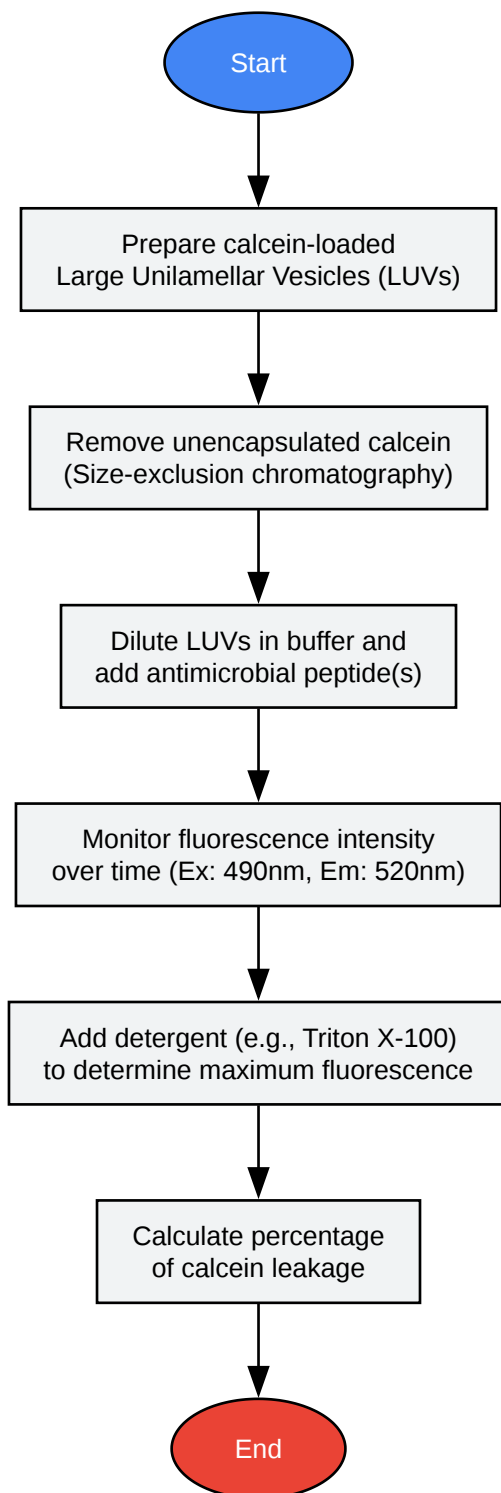 Start
Prepare calcein-loaded
Large Unilamellar Vesicles (LUVs)
Remove unencapsulated calcein
(Size-exclusion chromatography)
Dilute LUVs in buffer and
add antimicrobial peptide(s)
Monitor fluorescence intensity
over time (Ex: 490nm, Em: 520nm)
Add detergent (e.g., Triton X-100)
to determine maximum fluorescence
Calculate percentage
of calcein leakage
End